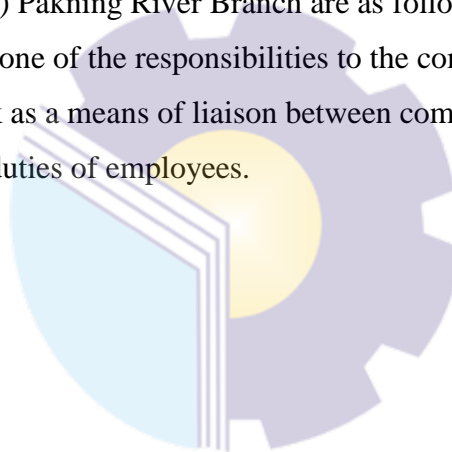 ) Pakning River Branch are as follo
one of the responsibilities to the co
as a means of liaison between com
duties of employees.